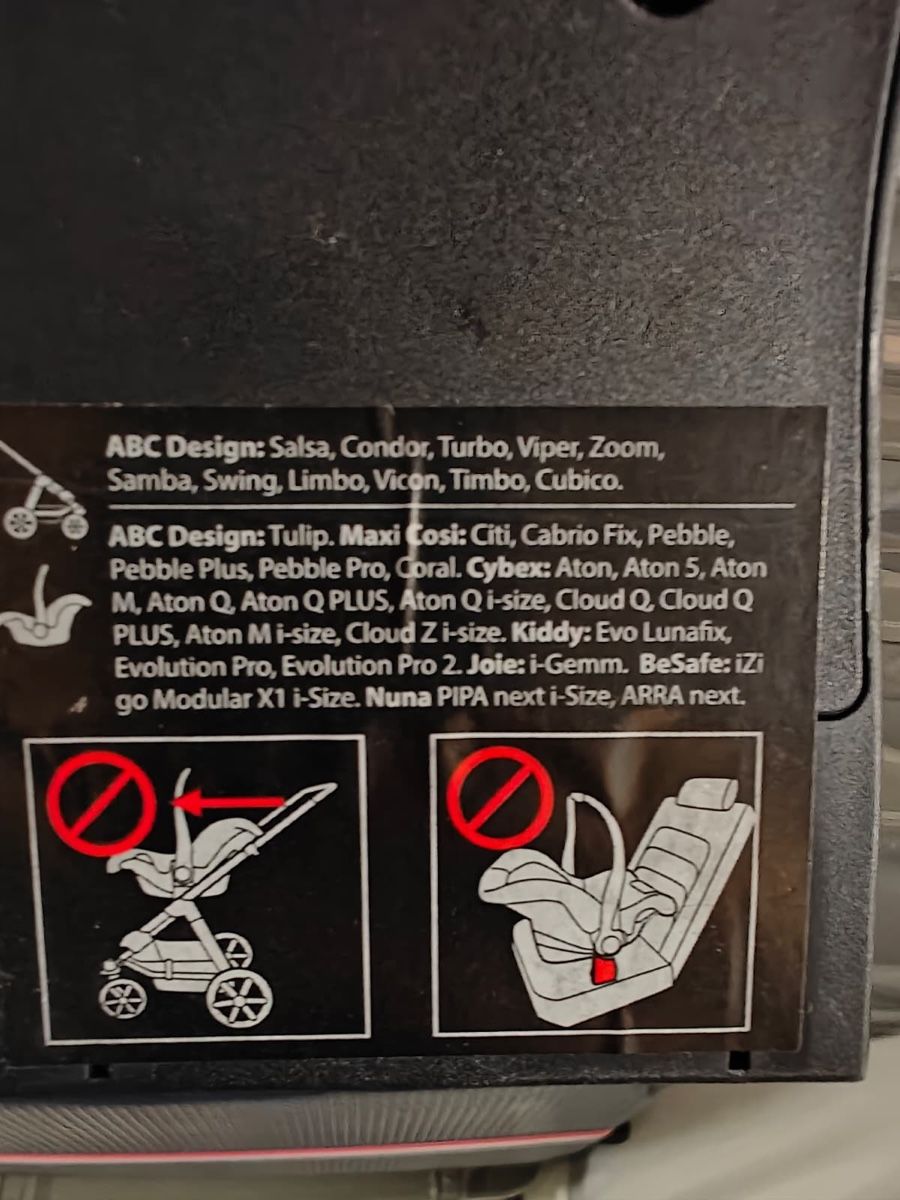 ABC Design: Salsa, Condor, Turbo, Viper, Zoom,
Samba, Swing, Limbo, Vicon, Timbo, Cubico.
ABC Design: Tulip. Maxi Cosi: Citi, Cabrio Fix, Pebble,
Pebble Plus, Pebble Pro, Coral. Cybex: Aton, Aton 5, Aton
M, Aton Q, Aton Q PLUS, Aton Q i-size, Cloud Q, Cloud Q
PLUS, Aton M i-size, Cloud Z i-size. Kiddy: Evo Lunafix,
Evolution Pro, Evolution Pro 2. Joie: i-Gemm. BeSafe: iZi
go Modular X1 i-Size. Nuna PIPA next i-Size, ARRA next.